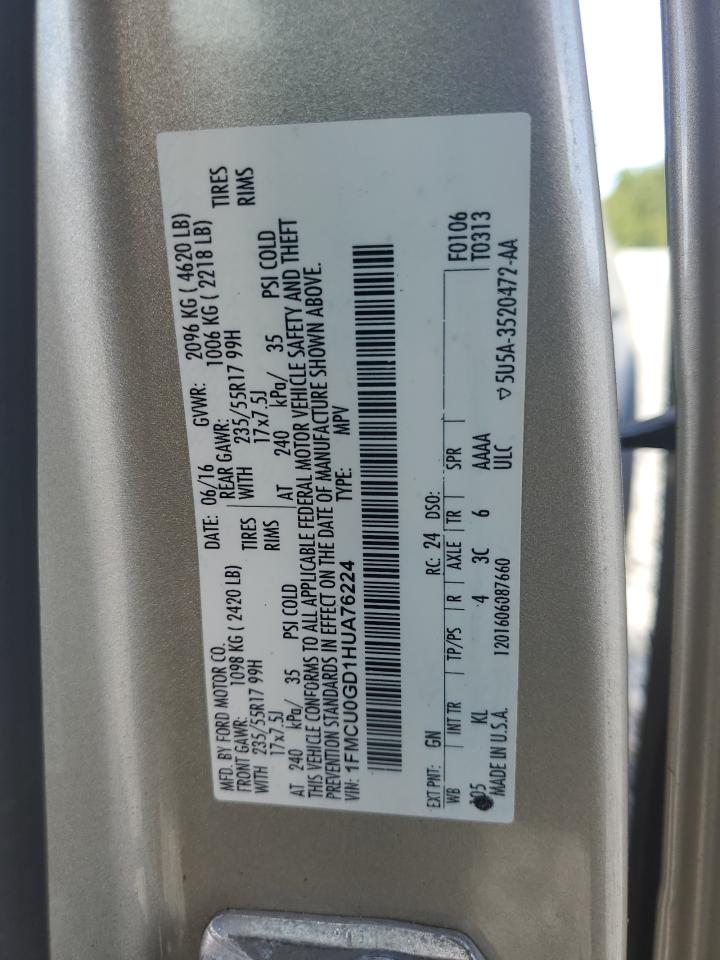 MFD. BY FORD MOTOR CO.
DATE: 06/16 GVWR: 2096 KG ( 4620 LB)
FRONT GAWR: 1098 KG ( 2420 LB) REAR GAWR: 1006 KG ( 2218 LB)
WITH 235/55R17 99H TIRES WITH 235/55R17 99H TIRES
17x7.5J RIMS 17x7.5J RIMS
AT 240 kPa/ 35 PSI COLD AT 240 kPa/ 35 PSI COLD
THIS VEHICLE CONFORMS TO ALL APPLICABLE FEDERAL MOTOR VEHICLE SAFETY AND THEFT
PREVENTION STANDARDS IN EFFECT ON THE DATE OF MANUFACTURE SHOWN ABOVE.
VIN: 1FMCU0GD1HUA76224 TYPE: MPV
EXT PNT: GN RC: 24 DSO: F0106
WB INT TR TP/PS R AXLE TR SPR T0313
105 KL 4 3C 6 AAAA
MADE IN U.S.A. 1201606087660 ULC ▽5U5A-3520472-AA